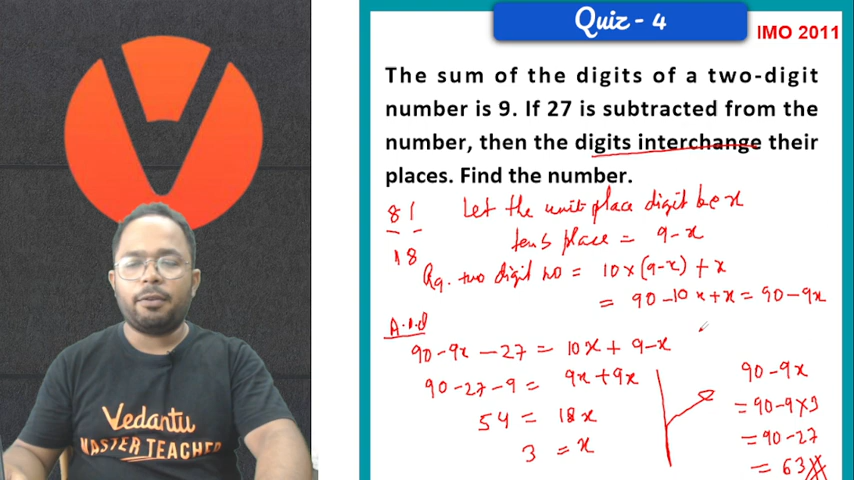 Quiz - 4
IMO 2011
The sum of the digits of a two-digit
number is 9. If 27 is subtracted from the
number, then the digits interchange their
places. Find the number.
81
18
Let the unit place digit be x
tens place = 9-x
Rq. two digit no = 10x(9-x) + x
= 90-10x+x = 90-9x
A.T.Q
90-9x-27 = 10x+9-x
90-27-9 = 9x+9x
54 = 18x
3 = x
90-9x
= 90-9x3
= 90-27
= 63
Vedantu
MASTER TEACHER